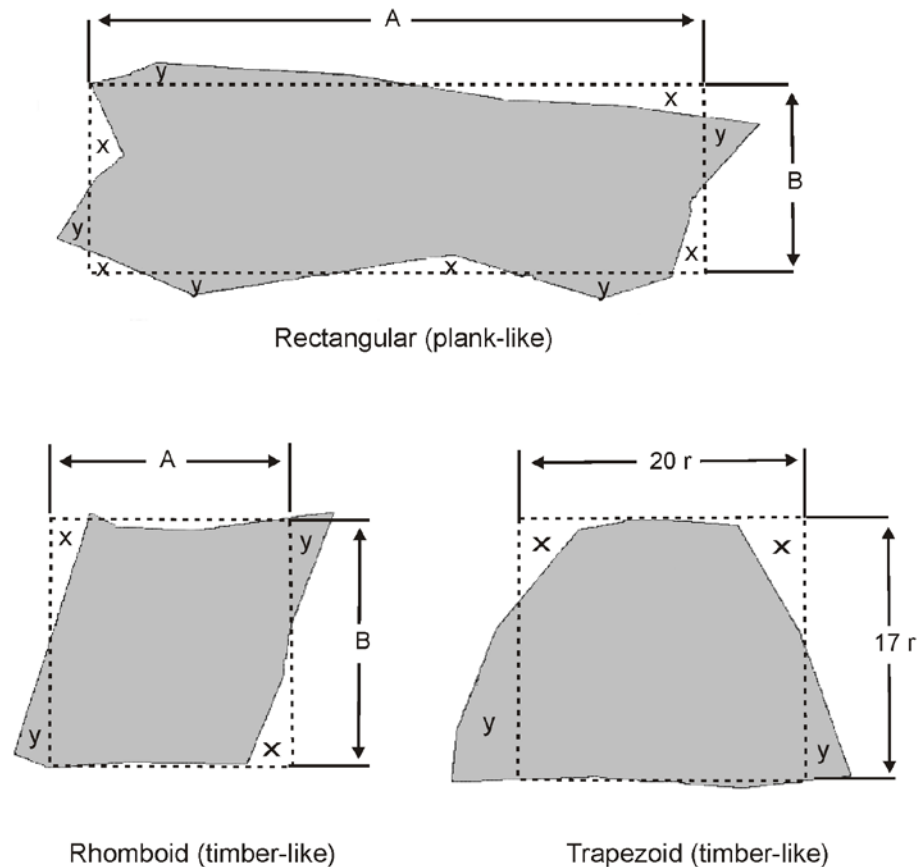 A
y
x
x
y
B
y
x
x
x
y
y
Rectangular (plank-like)
A
20 r
x
y
x
x
B
17 r
y
x
y
y
Rhomboid (timber-like)
Trapezoid (timber-like)